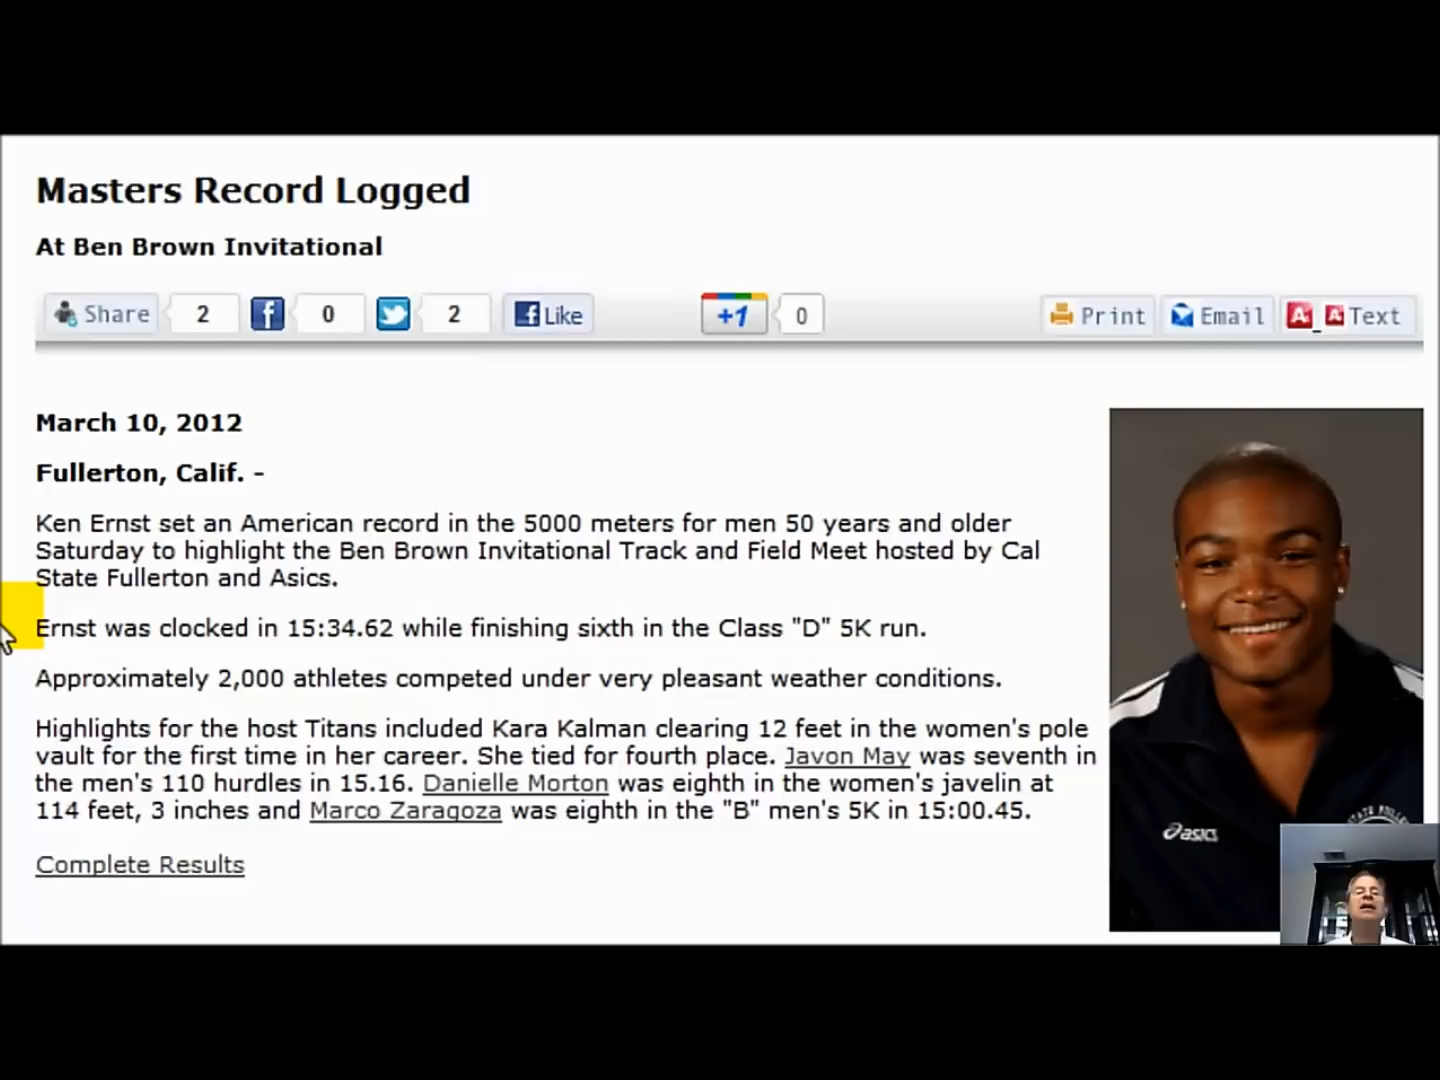 Masters Record Logged
At Ben Brown Invitational
Share 2 0 2 Like +1 0 Print Email A A Text
March 10, 2012
Fullerton, Calif. -
Ken Ernst set an American record in the 5000 meters for men 50 years and older
Saturday to highlight the Ben Brown Invitational Track and Field Meet hosted by Cal
State Fullerton and Asics.
Ernst was clocked in 15:34.62 while finishing sixth in the Class "D" 5K run.
Approximately 2,000 athletes competed under very pleasant weather conditions.
Highlights for the host Titans included Kara Kalman clearing 12 feet in the women's pole
vault for the first time in her career. She tied for fourth place. Javon May was seventh in
the men's 110 hurdles in 15.16. Danielle Morton was eighth in the women's javelin at
114 feet, 3 inches and Marco Zaragoza was eighth in the "B" men's 5K in 15:00.45.
Complete Results
asics